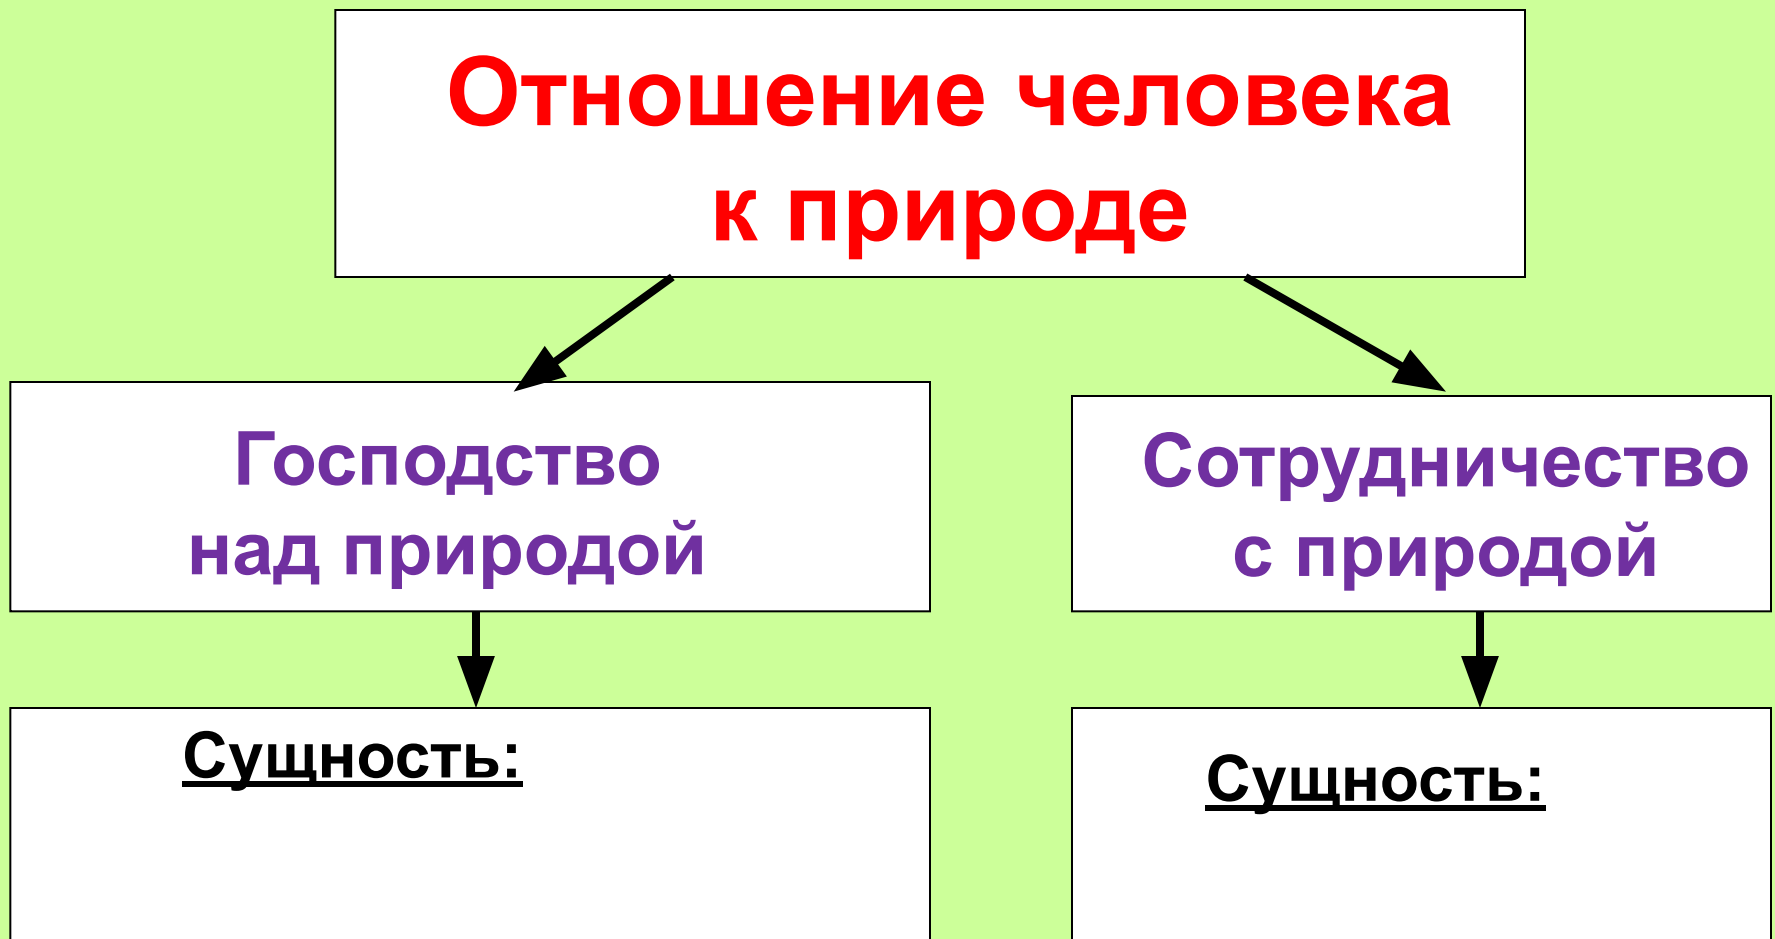 Отношение человека
к природе
Господство
над природой
Сотрудничество
с природой
Сущность:
Сущность: